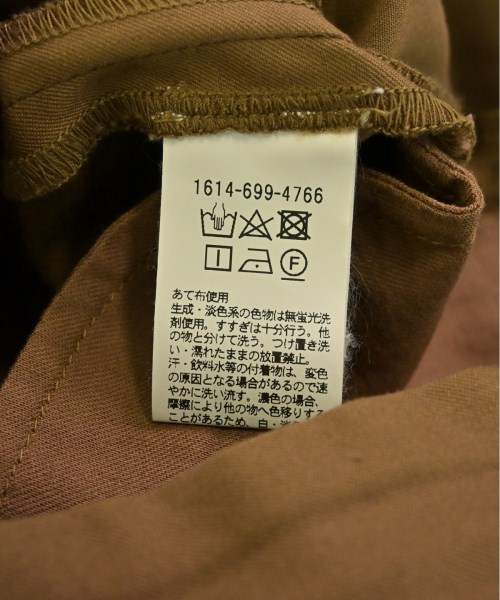 1614-699-4766
F
あて布使用
生成・淡色系の色物は無蛍光洗
剤使用。すすぎは十分行う。他
の物と分けて洗う。つけ置き洗
い・濡れたままの放置禁止。
汗・飲料水等の付着物は、変色
の原因となる場合があるので速
やかに洗い流す。濃色の場合、
摩擦により他の物へ色移りする
ことがあるため、白・淡